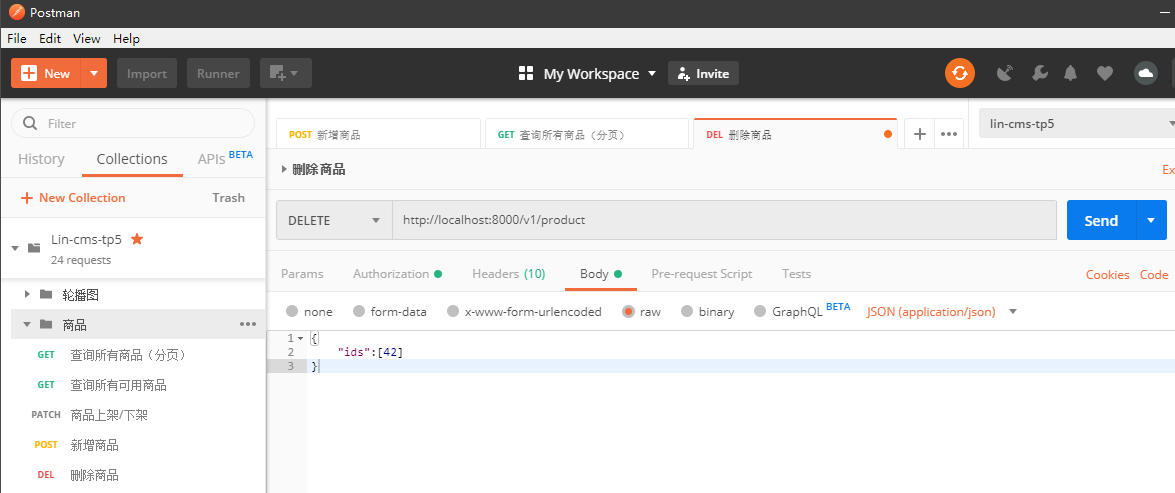 Postman
File Edit View Help
New Import Runner My Workspace Invite
Filter
History Collections APIs BETA
New Collection Trash
Lin-cms-tp5
24 requests
轮播图
商品
GET 查询所有商品（分页）
GET 查询所有可用商品
PATCH 商品上架/下架
POST 新增商品
DEL 删除商品
POST 新增商品 GET 查询所有商品（分页） DEL 删除商品 lin-cms-tp5
删除商品 Ex
DELETE http://localhost:8000/v1/product Send
Params Authorization Headers (10) Body Pre-request Script Tests Cookies Code
none form-data x-www-form-urlencoded raw binary GraphQL BETA JSON (application/json)
1 {
2 "ids":[42]
3 }